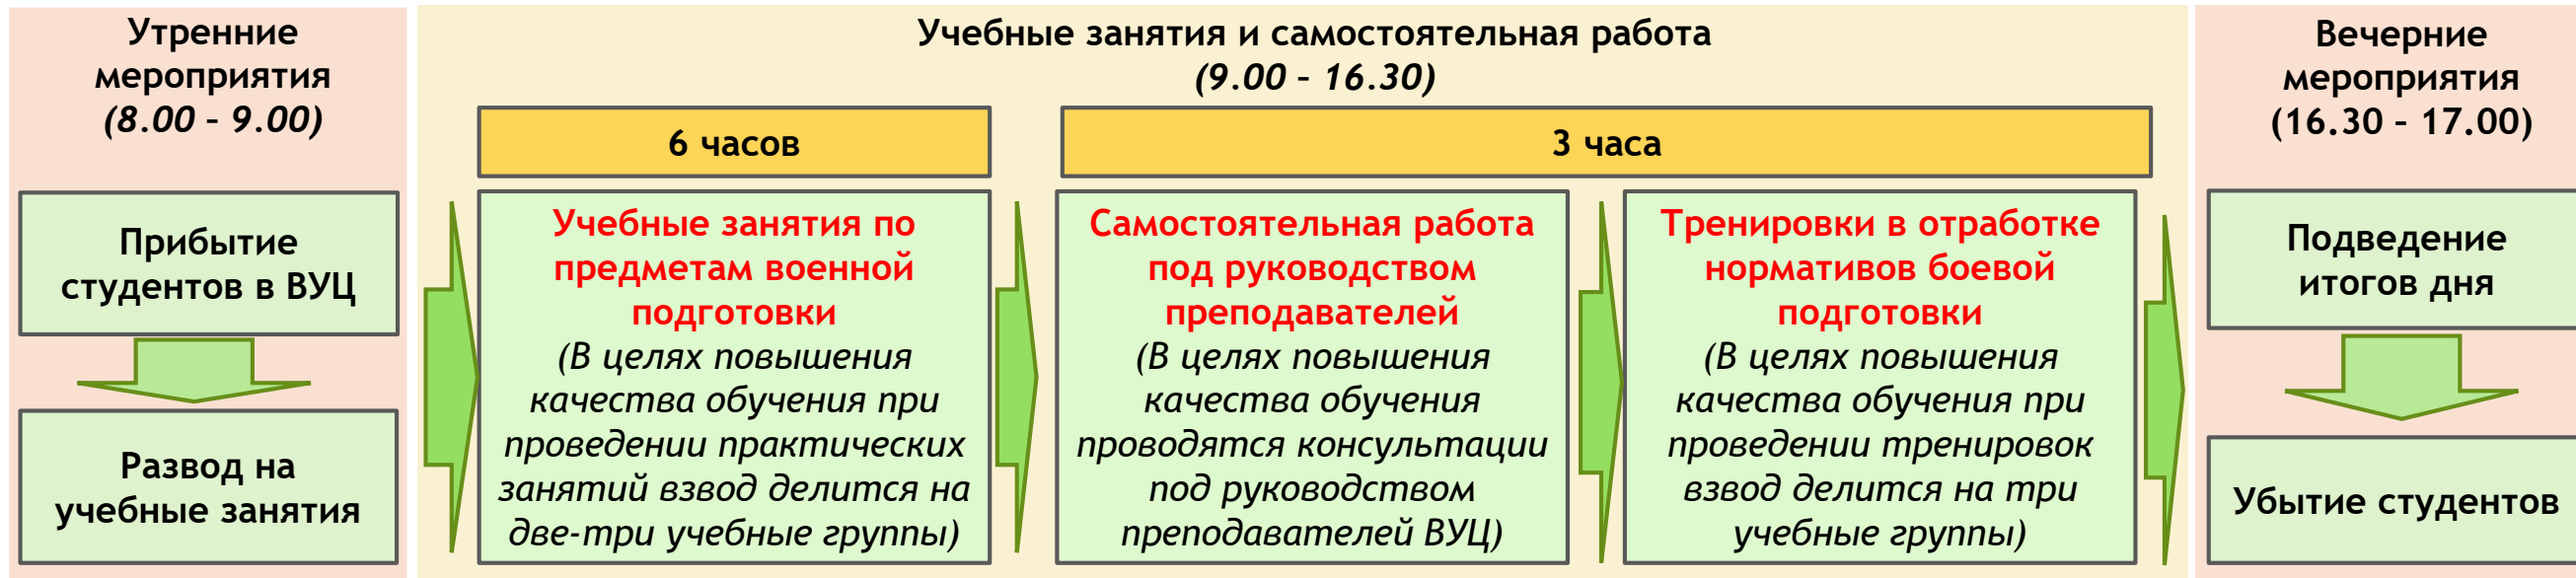 Утренние
мероприятия
(8.00 – 9.00)
Прибытие
студентов в ВУЦ
Развод на
учебные занятия
Учебные занятия и самостоятельная работа
(9.00 – 16.30)
6 часов
3 часа
Учебные занятия по
предметам военной
подготовки
(В целях повышения
качества обучения при
проведении практических
занятий взвод делится на
две-три учебные группы)
Самостоятельная работа
под руководством
преподавателей
(В целях повышения
качества обучения
проводятся консультации
под руководством
преподавателей ВУЦ)
Тренировки в отработке
нормативов боевой
подготовки
(В целях повышения
качества обучения при
проведении тренировок
взвод делится на три
учебные группы)
Вечерние
мероприятия
(16.30 – 17.00)
Подведение
итогов дня
Убытие студентов